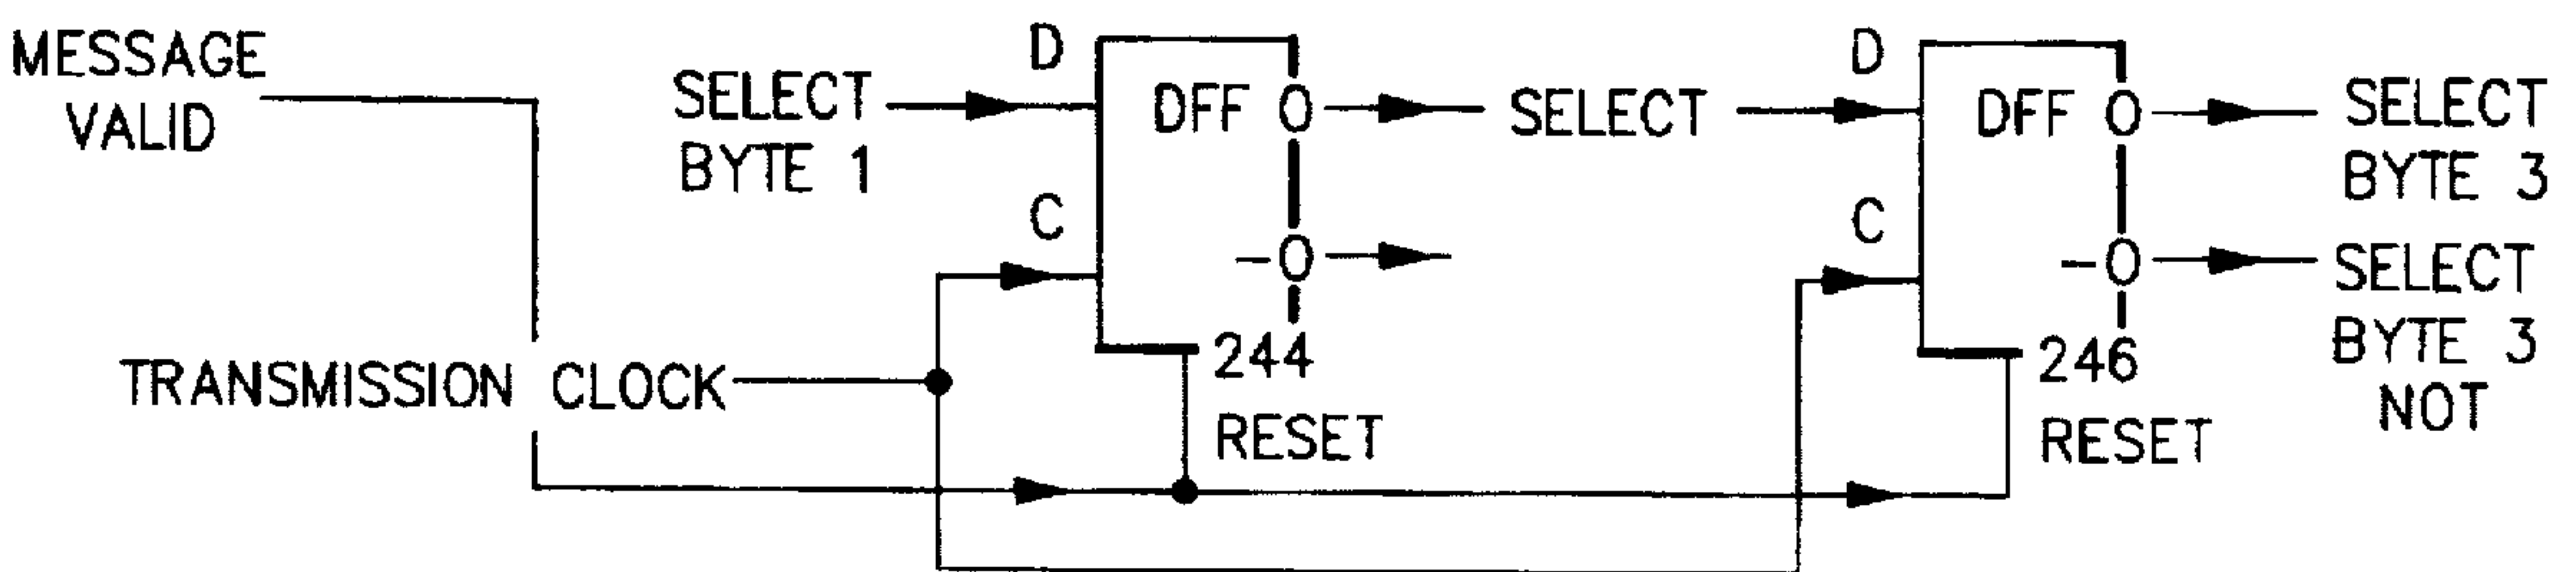 MESSAGE
VALID
SELECT
BYTE 1
D
C
DFF O
-O
244
RESET
SELECT
D
C
DFF O
-O
246
RESET
SELECT
BYTE 3
SELECT
BYTE 3
NOT
TRANSMISSION CLOCK